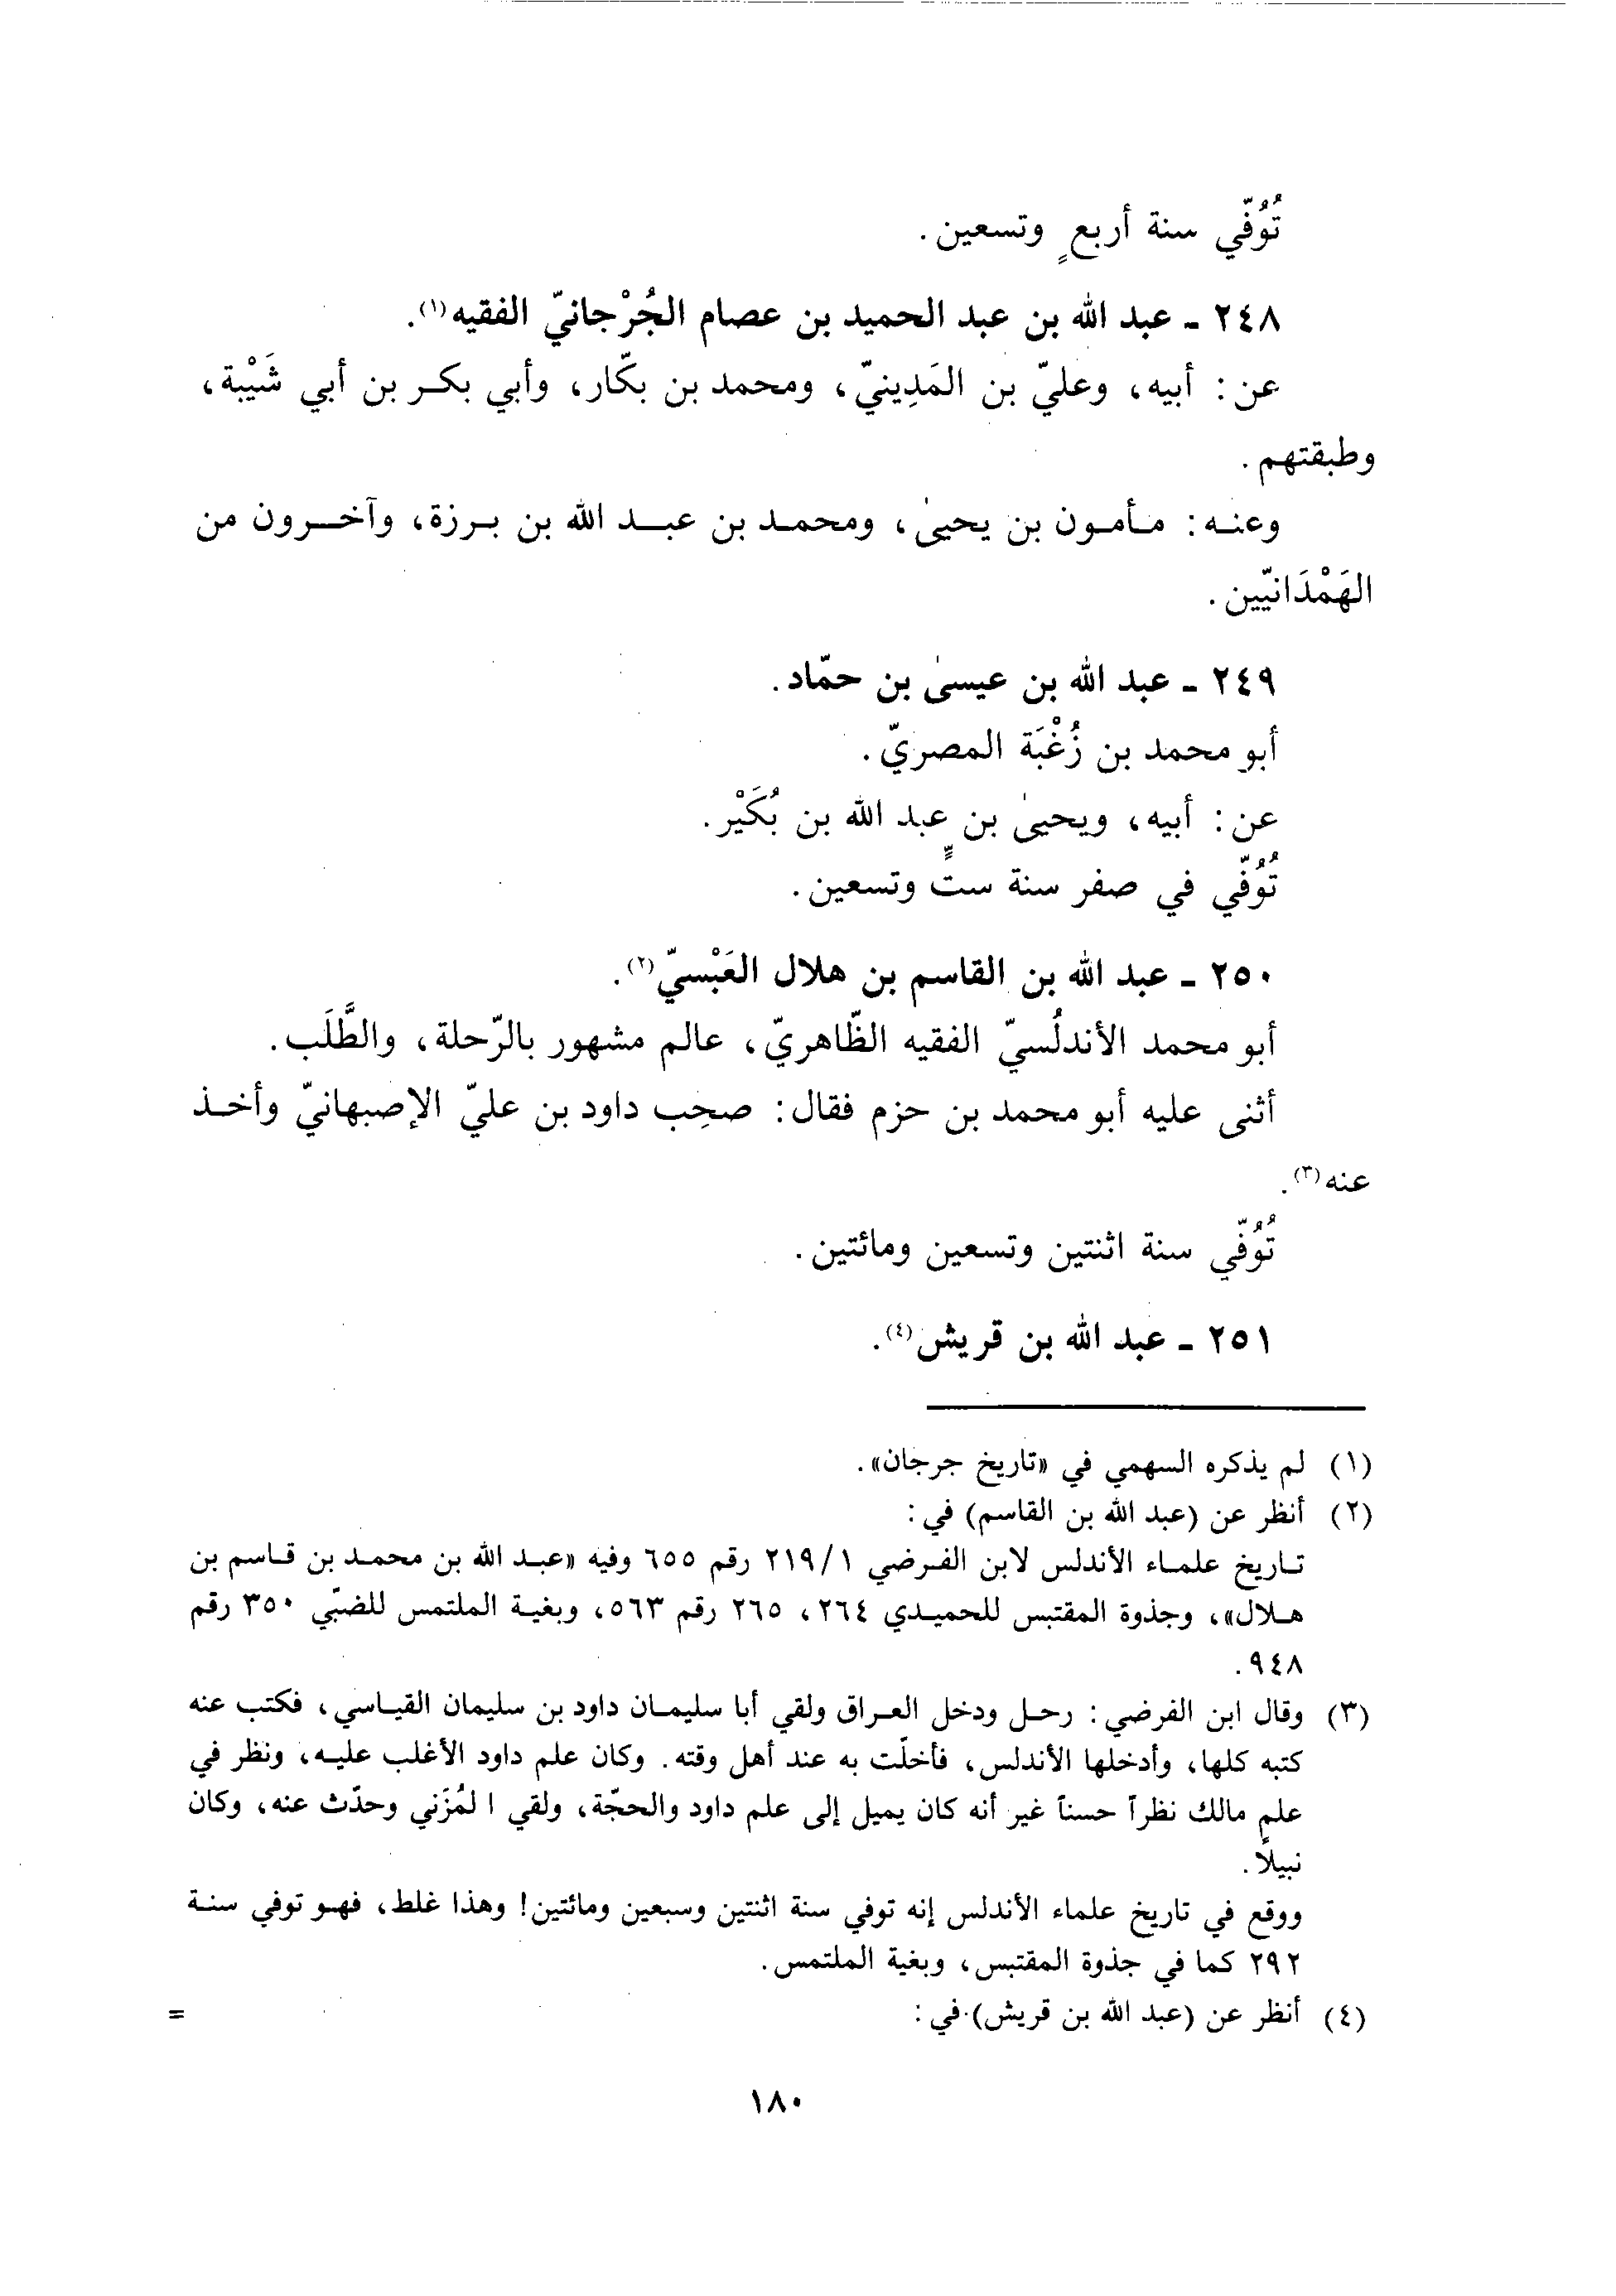 تُوُفّي سنة أربعٍ وتسعين.
٢٤٨ - عبد الله بن عبد الحميد بن عصام الجُرْجانيّ الفقيه(١).
عن: أبيه، وعليّ بن المَدِينيّ، ومحمد بن بكّار، وأبي بكر بن أبي شَيْبة،
وطبقتهم.
وعنه: مأمون بن يحيىٰ، ومحمد بن عبد الله بن برزة، وآخرون من
الهَمْدَانيّين.
٢٤٩ - عبد الله بن عيسىٰ بن حمّاد.
أبو محمد بن زُغْبَة المصريّ.
عن: أبيه، ويحيىٰ بن عبد الله بن بُكَيْر.
تُوُفّي في صفر سنة ستٍّ وتسعين.
٢٥٠ - عبد الله بن القاسم بن هلال العَبْسيّ(٢).
أبو محمد الأندلُسيّ الفقيه الظّاهريّ، عالم مشهور بالرّحلة، والطَّلَب.
أثنى عليه أبو محمد بن حزم فقال: صحِب داود بن عليّ الإصبهانيّ وأخذ
عنه(٣).
تُوُفّي سنة اثنتين وتسعين ومائتين.
٢٥١ - عبد الله بن قريش(٤).
(١) لم يذكره السهمي في «تاريخ جرجان».
(٢) أنظر عن (عبد الله بن القاسم) في:
تاريخ علماء الأندلس لابن الفرضي ٢١٩/١ رقم ٦٥٥ وفيه «عبد الله بن محمد بن قاسم بن
هلال»، وجذوة المقتبس للحميدي ٢٦٤، ٢٦٥ رقم ٥٦٣، وبغية الملتمس للضبّي ٣٥٠ رقم
٩٤٨.
(٣) وقال ابن الفرضي: رحل ودخل العراق ولقي أبا سليمان داود بن سليمان القياسي، فكتب عنه
كتبه كلها، وأدخلها الأندلس، فأخلّت به عند أهل وقته. وكان علم داود الأغلب عليه، ونظر في
علم مالك نظراً حسناً غير أنه كان يميل إلى علم داود والحجّة، ولقي ا لمُزَني وحدّث عنه، وكان
نبيلًا.
ووقع في تاريخ علماء الأندلس إنه توفي سنة اثنتين وسبعين ومائتين! وهذا غلط، فهو توفي سنة
٢٩٢ كما في جذوة المقتبس، وبغية الملتمس.
(٤) أنظر عن (عبد الله بن قريش) في: =
١٨٠